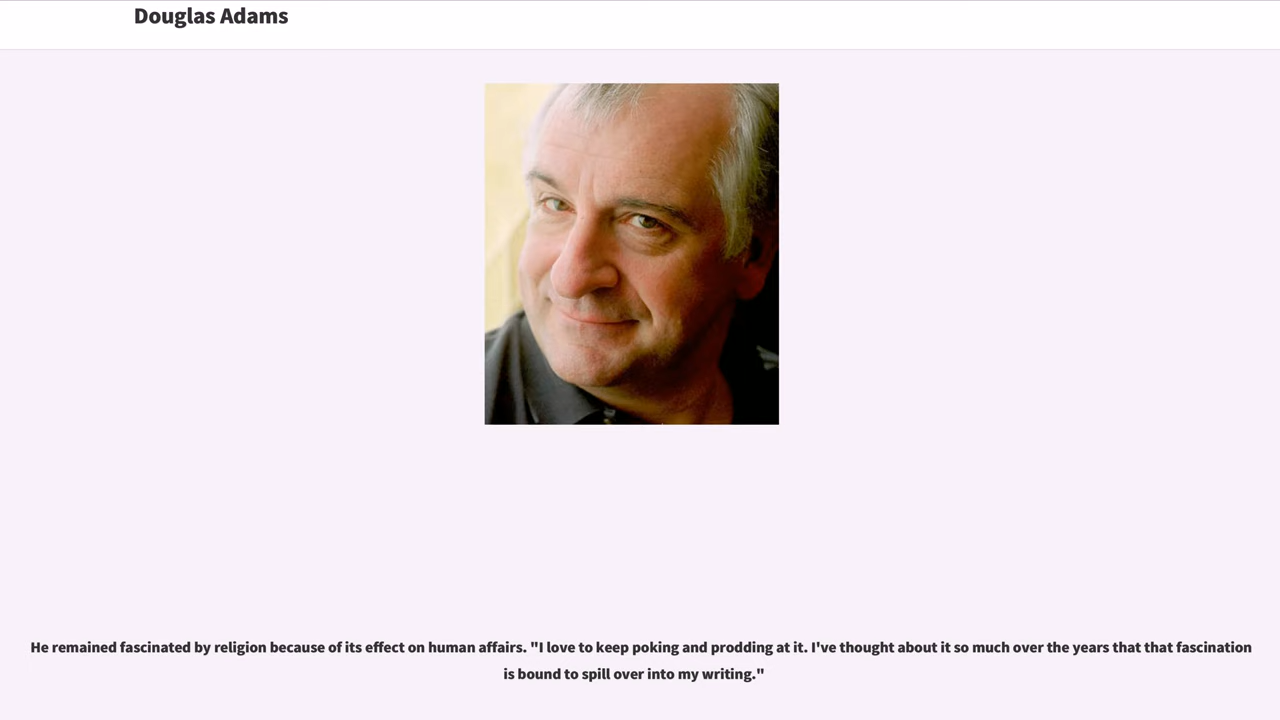 Douglas Adams
He remained fascinated by religion because of its effect on human affairs. "I love to keep poking and prodding at it. I've thought about it so much over the years that that fascination
is bound to spill over into my writing."